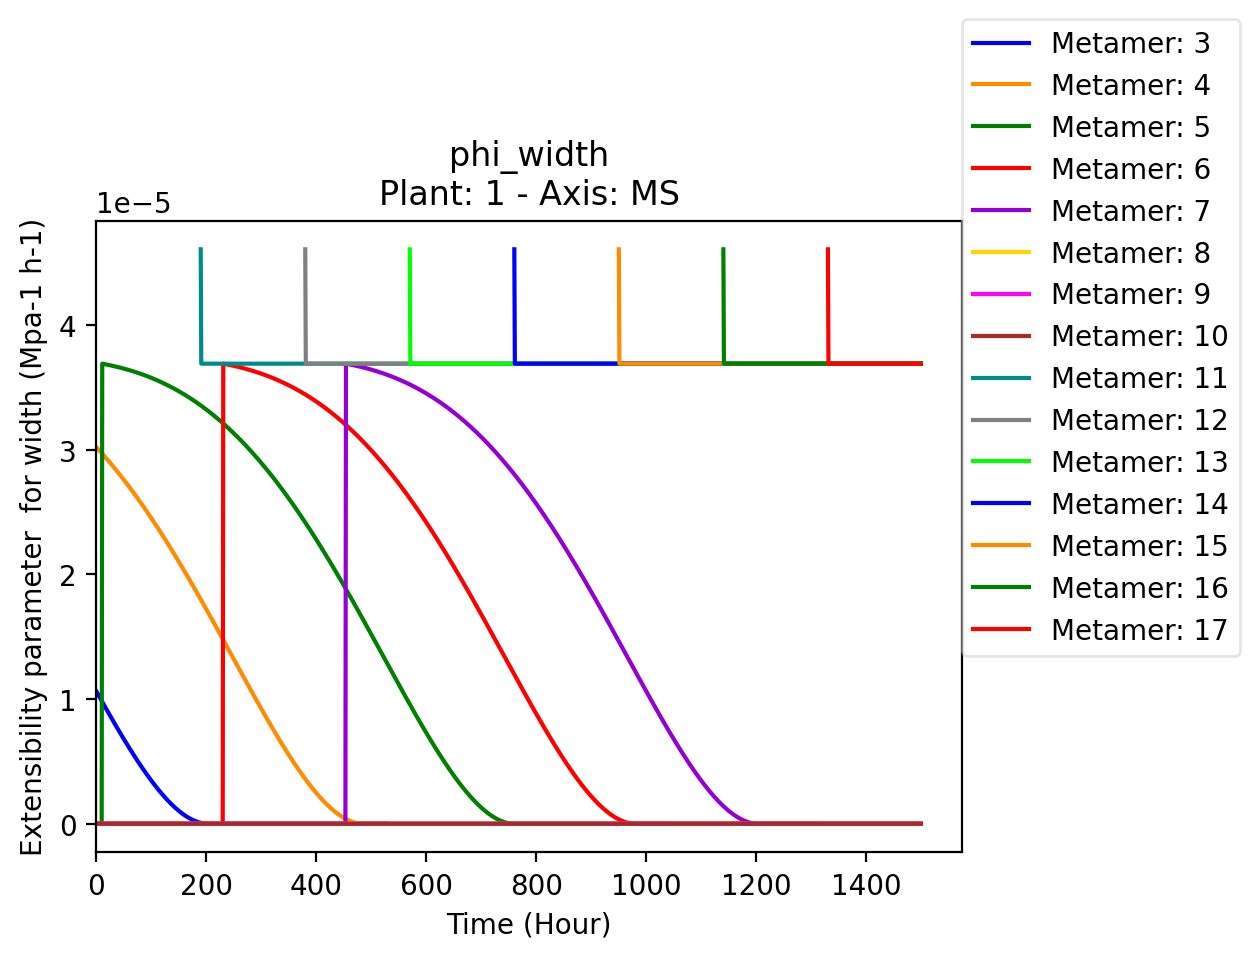 phi_width
Plant: 1 - Axis: MS
1e−5
Extensibility parameter  for width (Mpa-1 h-1)
4
3
2
1
0
0 200 400 600 800 1000 1200 1400
Time (Hour)
Metamer: 3
Metamer: 4
Metamer: 5
Metamer: 6
Metamer: 7
Metamer: 8
Metamer: 9
Metamer: 10
Metamer: 11
Metamer: 12
Metamer: 13
Metamer: 14
Metamer: 15
Metamer: 16
Metamer: 17